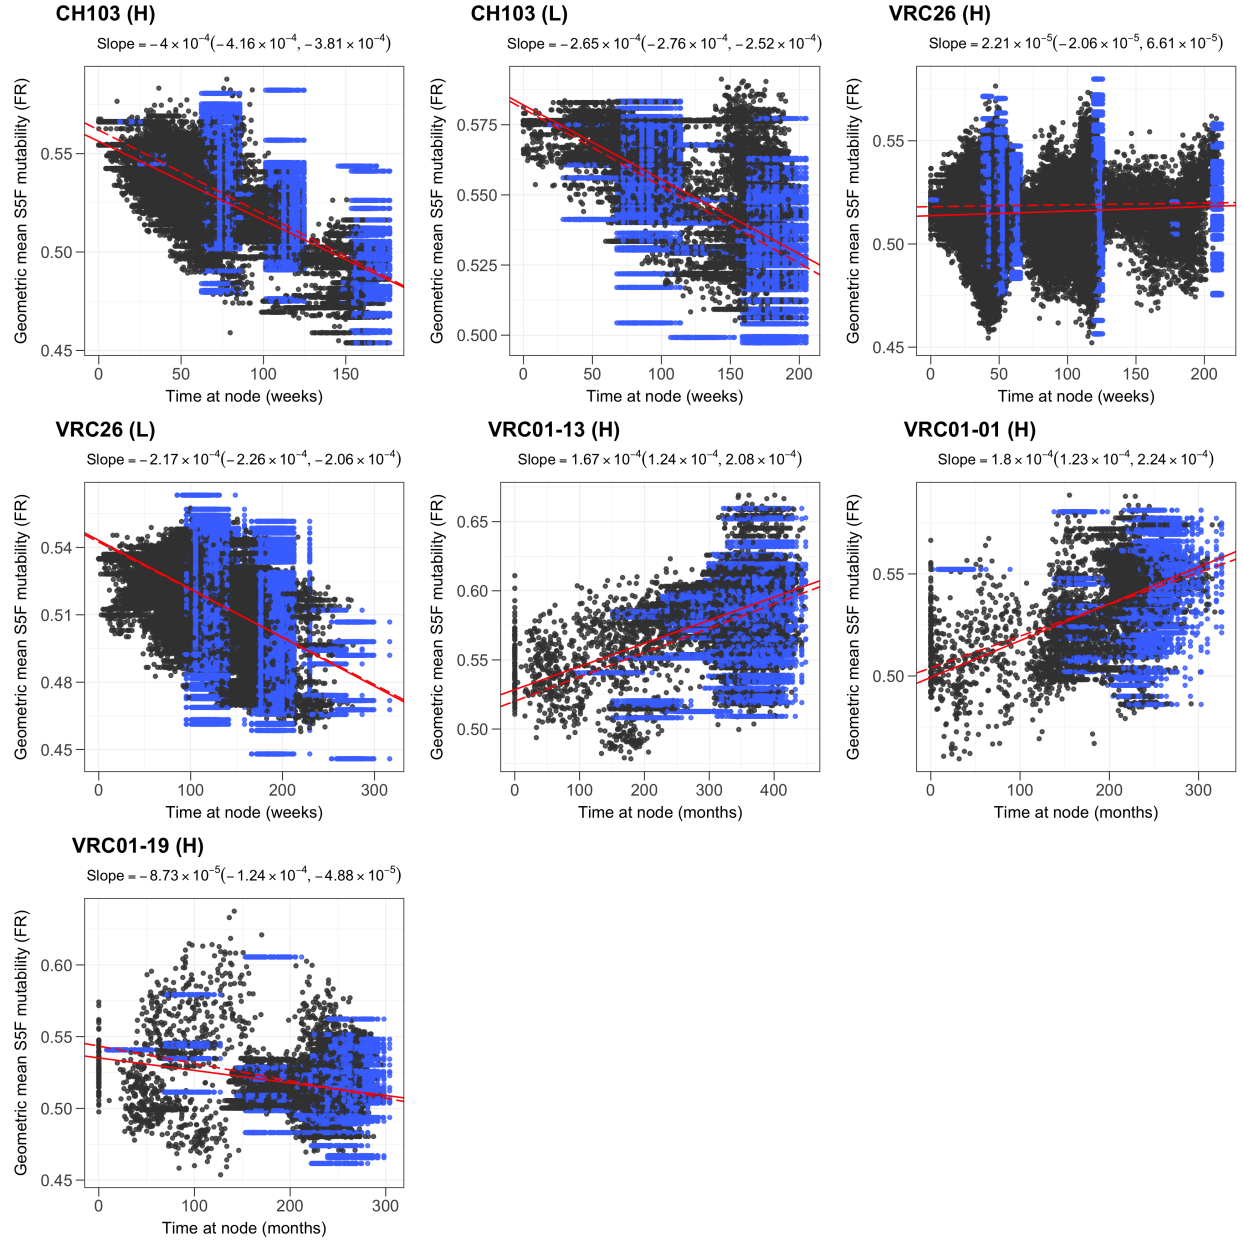 CH103 (H)
Slope = −4 × 10⁻⁴(−4.16 × 10⁻⁴, −3.81 × 10⁻⁴)
Geometric mean S5F mutability (FR)
0.55
0.50
0.45
0 50 100 150
Time at node (weeks)
CH103 (L)
Slope = −2.65 × 10⁻⁴(−2.76 × 10⁻⁴, −2.52 × 10⁻⁴)
Geometric mean S5F mutability (FR)
0.575
0.550
0.525
0.500
0 50 100 150 200
Time at node (weeks)
VRC26 (H)
Slope = 2.21 × 10⁻⁵(−2.06 × 10⁻⁵, 6.61 × 10⁻⁵)
Geometric mean S5F mutability (FR)
0.55
0.50
0.45
0 50 100 150 200
Time at node (weeks)
VRC26 (L)
Slope = −2.17 × 10⁻⁴(−2.26 × 10⁻⁴, −2.06 × 10⁻⁴)
Geometric mean S5F mutability (FR)
0.54
0.51
0.48
0.45
0 100 200 300
Time at node (weeks)
VRC01-13 (H)
Slope = 1.67 × 10⁻⁴(1.24 × 10⁻⁴, 2.08 × 10⁻⁴)
Geometric mean S5F mutability (FR)
0.65
0.60
0.55
0.50
0 100 200 300 400
Time at node (months)
VRC01-01 (H)
Slope = 1.8 × 10⁻⁴(1.23 × 10⁻⁴, 2.24 × 10⁻⁴)
Geometric mean S5F mutability (FR)
0.55
0.50
0 100 200 300
Time at node (months)
VRC01-19 (H)
Slope = −8.73 × 10⁻⁵(−1.24 × 10⁻⁴, −4.88 × 10⁻⁵)
Geometric mean S5F mutability (FR)
0.60
0.55
0.50
0.45
0 100 200 300
Time at node (months)